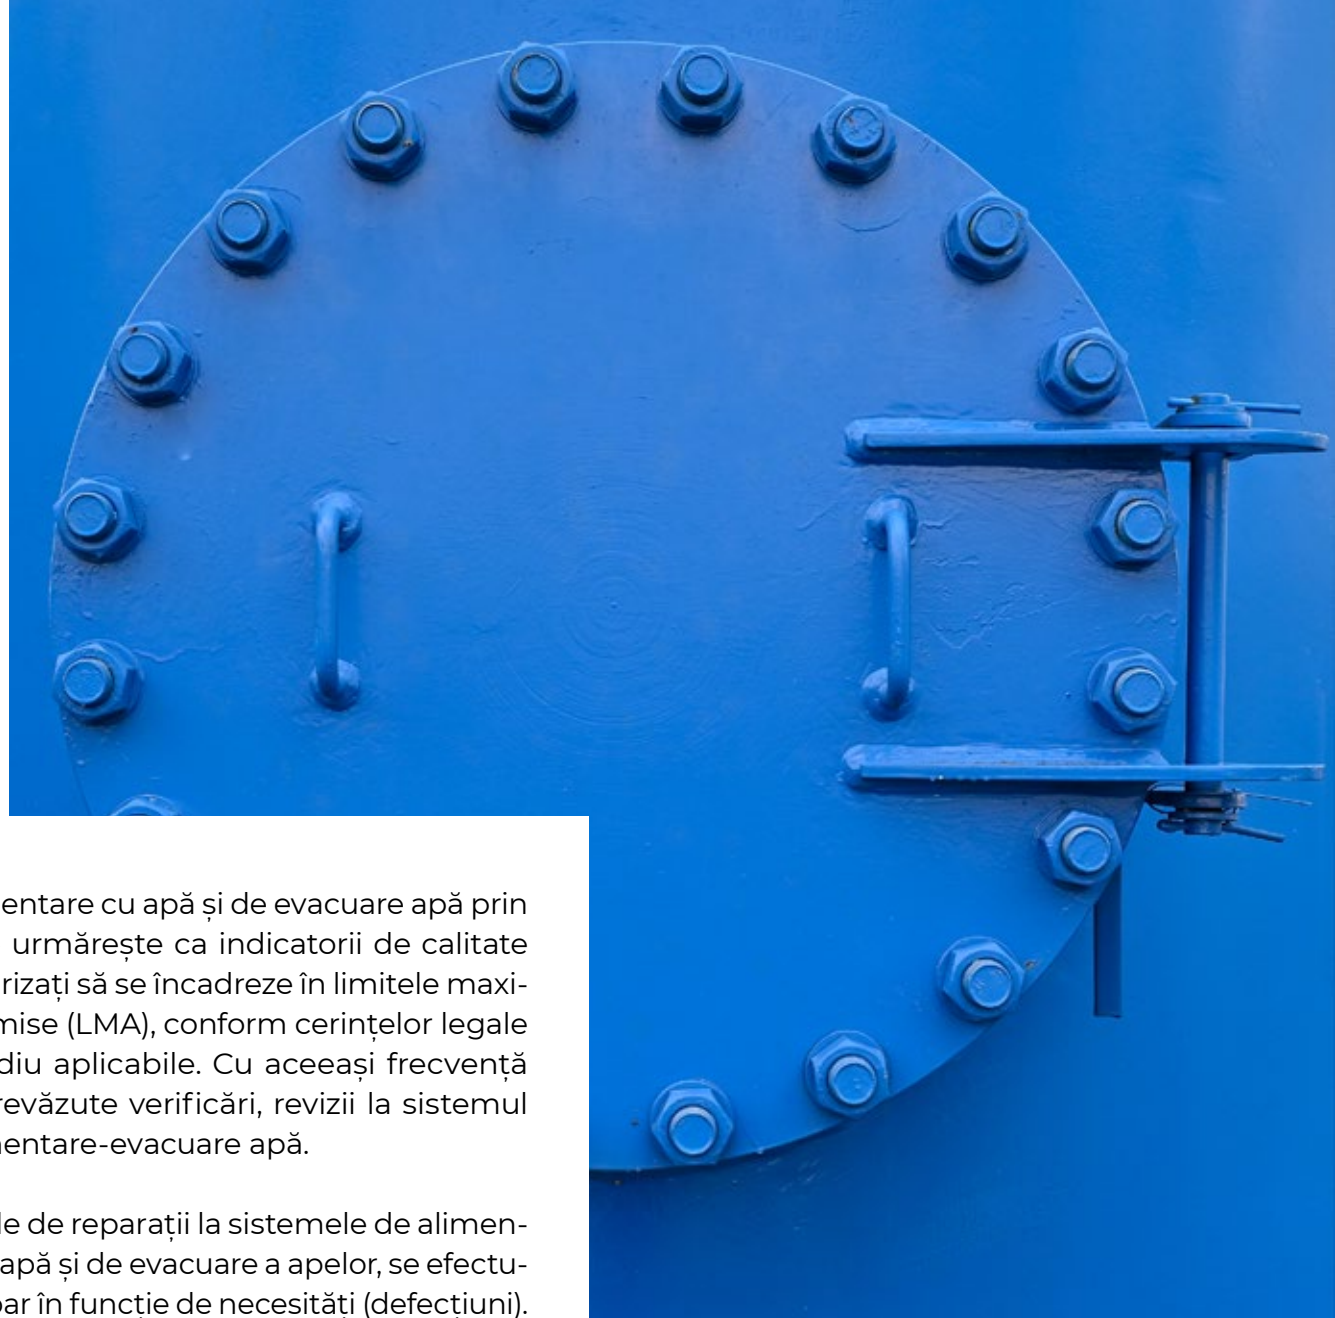 entare cu apă și de evacuare apă prin
urmărește ca indicatorii de calitate
rizați să se încadreze în limitele maxi-
mise (LMA), conform cerințelor legale
diu aplicabile. Cu aceeași frecvență
revăzute verificări, revizii la sistemul
entare-evacuare apă.
le de reparații la sistemele de alimen-
apă și de evacuare a apelor, se efectu-
ar în funcție de necesități (defecțiuni).